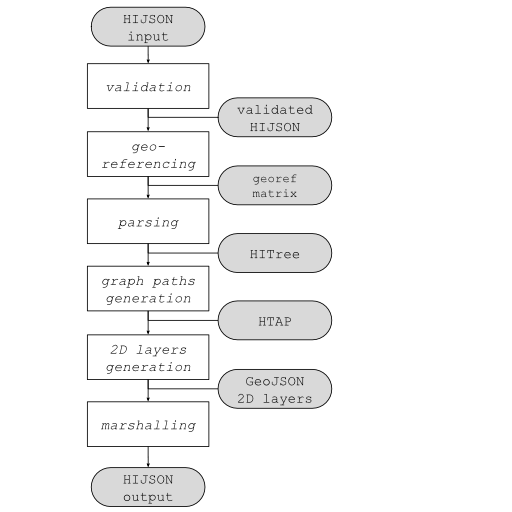 HIJSON
input
validation
validated
HIJSON
geo-
referencing
georef
matrix
parsing
HITree
graph paths
generation
HTAP
2D layers
generation
GeoJSON
2D layers
marshalling
HIJSON
output